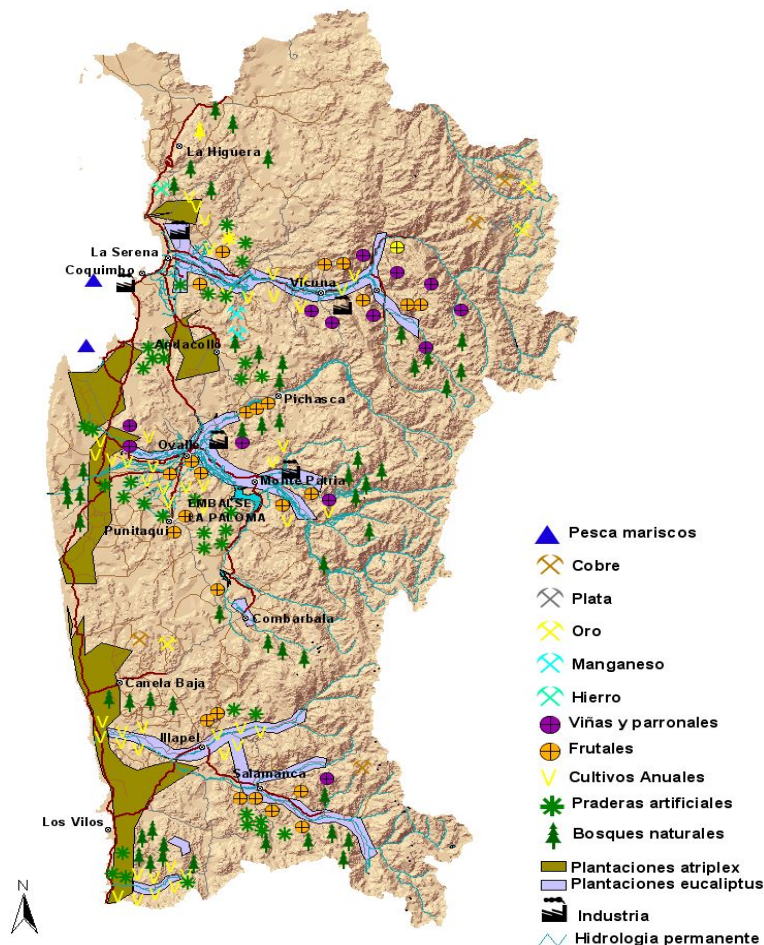 La Higuera
La Serena
Coquimbo
Vicuna
Andacollo
Pichasca
Ovalle
Monte Patria
EMBALSE
LA PALOMA
Punitaqui
Combarbala
Canela Baja
Illapel
Salamanca
Los Vilos
N
Pesca mariscos
Cobre
Plata
Oro
Manganeso
Hierro
Viñas y parronales
Frutales
Cultivos Anuales
Praderas artificiales
Bosques naturales
Plantaciones atriplex
Plantaciones eucaliptus
Industria
Hidrologia permanente